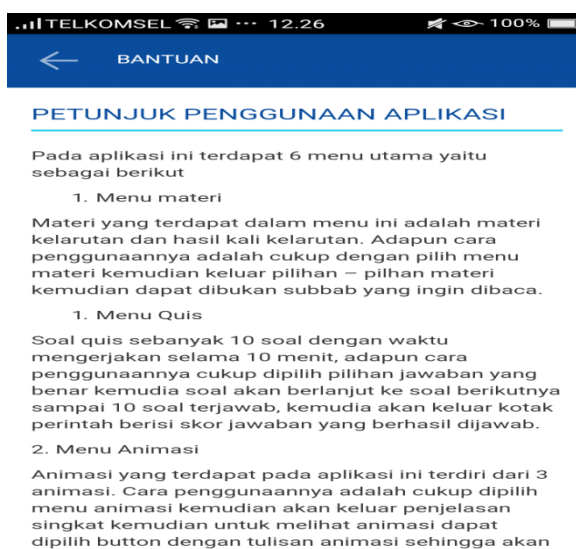 TELKOMSEL ... 12.26 100%
BANTUAN
PETUNJUK PENGGUNAAN APLIKASI
Pada aplikasi ini terdapat 6 menu utama yaitu
sebagai berikut
1. Menu materi
Materi yang terdapat dalam menu ini adalah materi
kelarutan dan hasil kali kelarutan. Adapun cara
penggunaannya adalah cukup dengan pilih menu
materi kemudian keluar pilihan – pilhan materi
kemudian dapat dibukan subbab yang ingin dibaca.
1. Menu Quis
Soal quis sebanyak 10 soal dengan waktu
mengerjakan selama 10 menit, adapun cara
penggunaannya cukup dipilih pilihan jawaban yang
benar kemudia soal akan berlanjut ke soal berikutnya
sampai 10 soal terjawab, kemudia akan keluar kotak
perintah berisi skor jawaban yang berhasil dijawab.
2. Menu Animasi
Animasi yang terdapat pada aplikasi ini terdiri dari 3
animasi. Cara penggunaannya adalah cukup dipilih
menu animasi kemudian akan keluar penjelasan
singkat kemudian untuk melihat animasi dapat
dipilih button dengan tulisan animasi sehingga akan